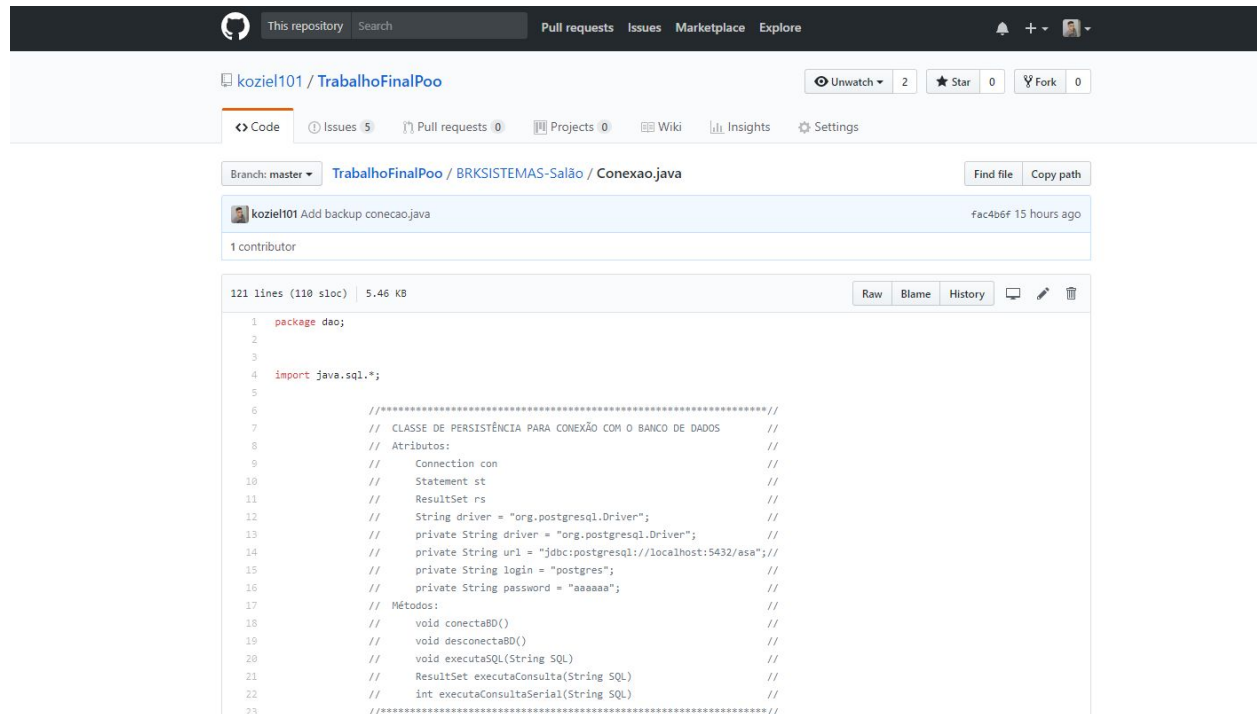 This repository Search Pull requests Issues Marketplace Explore
koziel101 / TrabalhoFinalPoo Unwatch 2 Star 0 Fork 0
Code Issues 5 Pull requests 0 Projects 0 Wiki Insights Settings
Branch: master TrabalhoFinalPoo / BRKSISTEMAS-Salão / Conexao.java Find file Copy path
koziel101 Add backup conecao.java fac4b6f 15 hours ago
1 contributor
121 lines (110 sloc) 5.46 KB Raw Blame History
1 package dao;
2
3
4 import java.sql.*;
5
6 //******************************************************************//
7 // CLASSE DE PERSISTÊNCIA PARA CONEXÃO COM O BANCO DE DADOS //
8 // Atributos: //
9 // Connection con //
10 // Statement st //
11 // ResultSet rs //
12 // String driver = "org.postgresql.Driver"; //
13 // private String driver = "org.postgresql.Driver"; //
14 // private String url = "jdbc:postgresql://localhost:5432/asa";//
15 // private String login = "postgres"; //
16 // private String password = "aaaaaa"; //
17 // Métodos: //
18 // void conectaBD() //
19 // void desconectaBD() //
20 // void executaSQL(String SQL) //
21 // ResultSet executaConsulta(String SQL) //
22 // int executaConsultaSerial(String SQL) //
23 //******************************************************************//